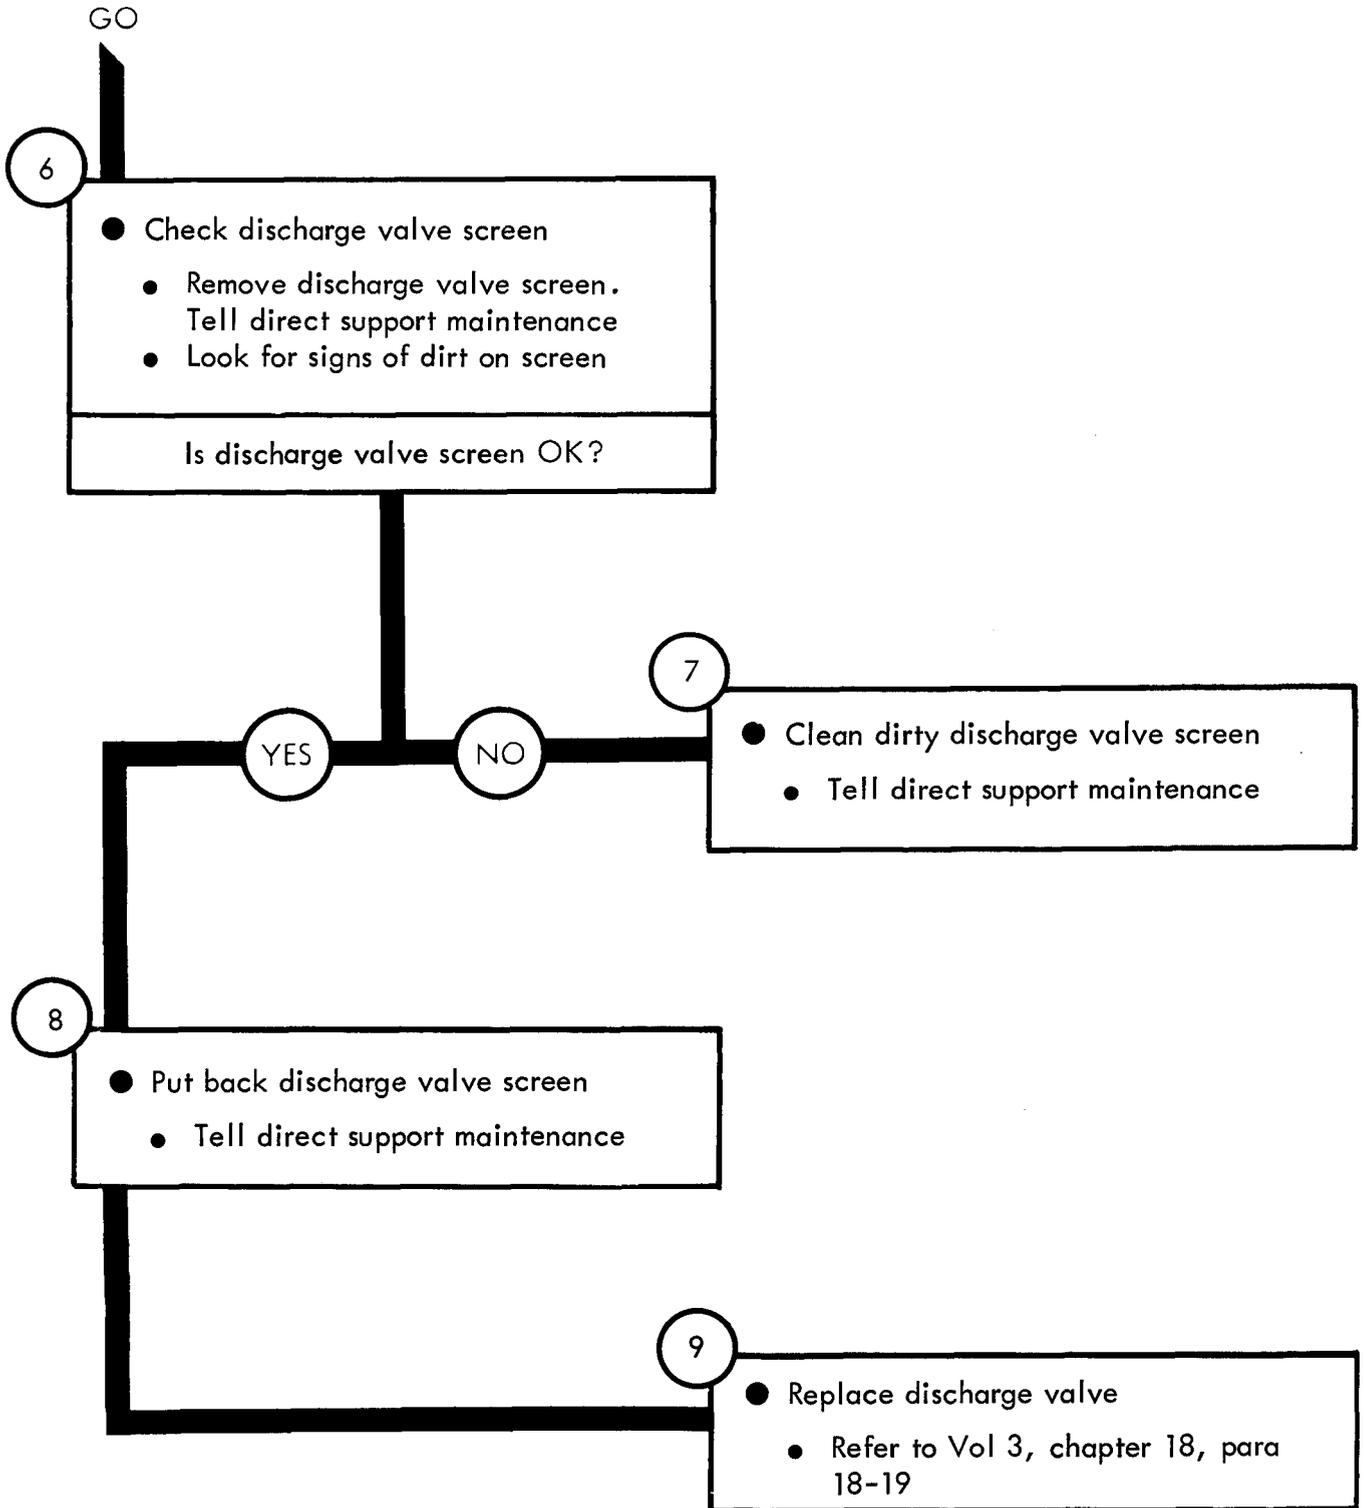 GO
6
● Check discharge valve screen
● Remove discharge valve screen.
Tell direct support maintenance
● Look for signs of dirt on screen
Is discharge valve screen OK?
7
YES
NO
● Clean dirty discharge valve screen
● Tell direct support maintenance
8
● Put back discharge valve screen
● Tell direct support maintenance
9
● Replace discharge valve
● Refer to Vol 3, chapter 18, para
18-19